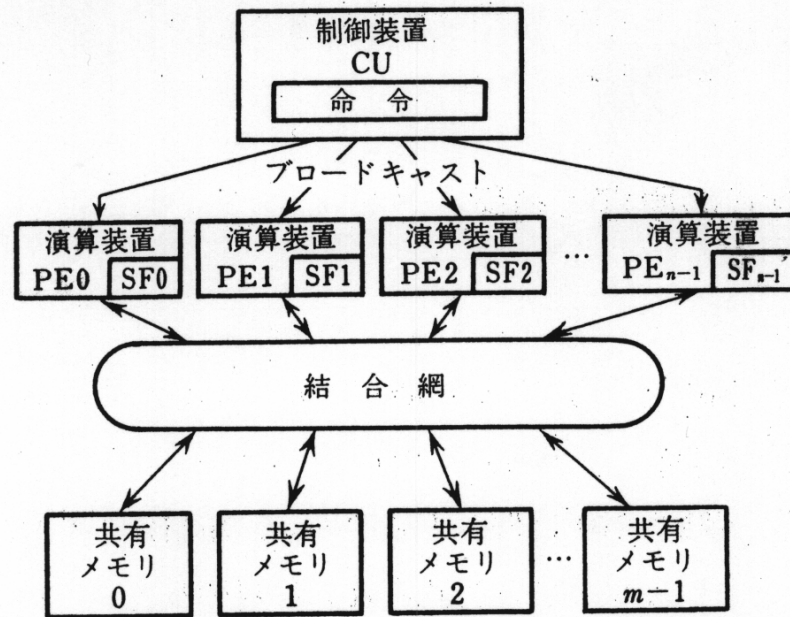 制御装置
CU
命 令
ブロードキャスト
演算装置
PE0 SF0
演算装置
PE1 SF1
演算装置
PE2 SF2
…
演算装置
PEn−1 SFn−1
結 合 網
共有
メモリ
0
共有
メモリ
1
共有
メモリ
2
…
共有
メモリ
m−1